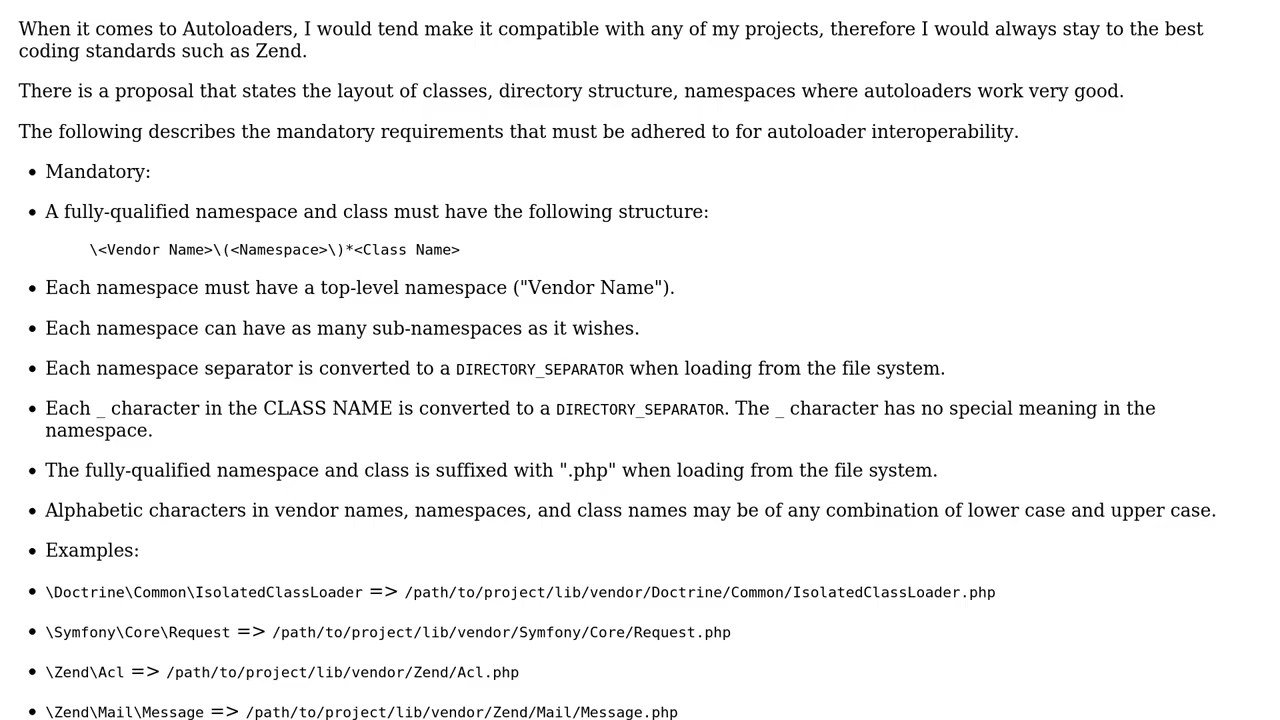 When it comes to Autoloaders, I would tend make it compatible with any of my projects, therefore I would always stay to the best
coding standards such as Zend.
There is a proposal that states the layout of classes, directory structure, namespaces where autoloaders work very good.
The following describes the mandatory requirements that must be adhered to for autoloader interoperability.
• Mandatory:
• A fully-qualified namespace and class must have the following structure:
\<Vendor Name>\(<Namespace>\)*<Class Name>
• Each namespace must have a top-level namespace ("Vendor Name").
• Each namespace can have as many sub-namespaces as it wishes.
• Each namespace separator is converted to a DIRECTORY_SEPARATOR when loading from the file system.
• Each _ character in the CLASS NAME is converted to a DIRECTORY_SEPARATOR. The _ character has no special meaning in the
namespace.
• The fully-qualified namespace and class is suffixed with ".php" when loading from the file system.
• Alphabetic characters in vendor names, namespaces, and class names may be of any combination of lower case and upper case.
• Examples:
• \Doctrine\Common\IsolatedClassLoader => /path/to/project/lib/vendor/Doctrine/Common/IsolatedClassLoader.php
• \Symfony\Core\Request => /path/to/project/lib/vendor/Symfony/Core/Request.php
• \Zend\Acl => /path/to/project/lib/vendor/Zend/Acl.php
• \Zend\Mail\Message => /path/to/project/lib/vendor/Zend/Mail/Message.php